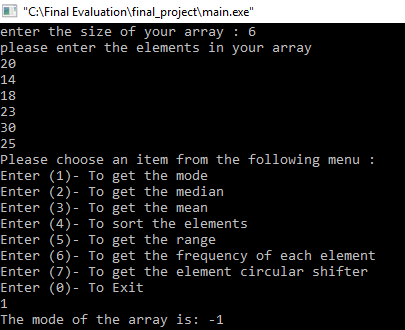 "C:\Final Evaluation\final_project\main.exe"
enter the size of your array : 6
please enter the elements in your array
20
14
18
23
30
25
Please choose an item from the following menu :
Enter (1)- To get the mode
Enter (2)- To get the median
Enter (3)- To get the mean
Enter (4)- To sort the elements
Enter (5)- To get the range
Enter (6)- To get the frequency of each element
Enter (7)- To get the element circular shifter
Enter (0)- To Exit
1
The mode of the array is: -1